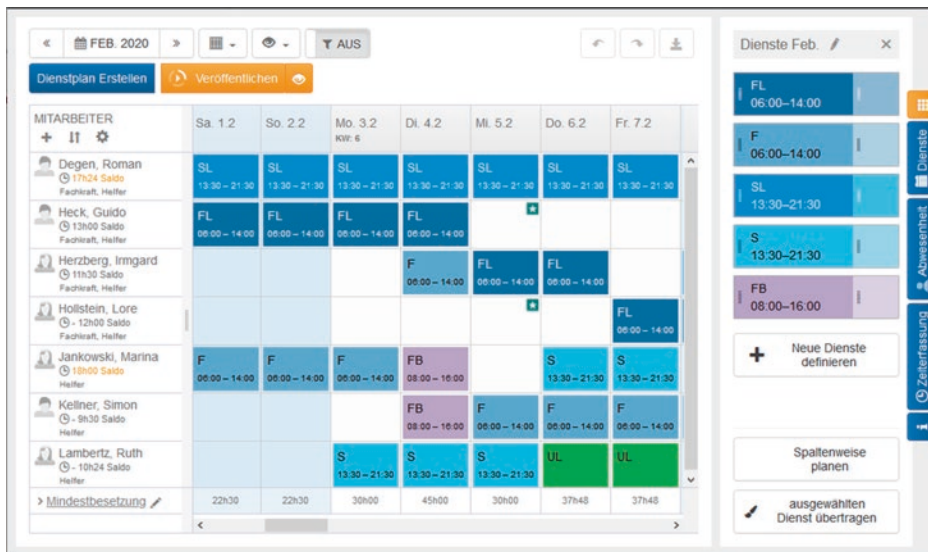 « FEB. 2020 » AUS
Dienstplan Erstellen Veröffentlichen
MITARBEITER Sa. 1.2 So. 2.2 Mo. 3.2 Di. 4.2 Mi. 5.2 Do. 6.2 Fr. 7.2
KW: 6
Degen, Roman SL SL SL SL SL SL SL
17h24 Saldo 13:30 – 21:30 13:30 – 21:30 13:30 – 21:30 13:30 – 21:30 13:30 – 21:30 13:30 – 21:30 13:30 – 21:30
Fachkraft, Helfer
Heck, Guido FL FL FL FL
13h00 Saldo 06:00 – 14:00 06:00 – 14:00 06:00 – 14:00 06:00 – 14:00
Fachkraft, Helfer
Herzberg, Irmgard F FL FL
11h30 Saldo 06:00 – 14:00 06:00 – 14:00 06:00 – 14:00
Fachkraft, Helfer
Hollstein, Lore FL
- 12h00 Saldo 06:00 – 14:00
Fachkraft, Helfer
Jankowski, Marina F F F FB S S
18h00 Saldo 06:00 – 14:00 06:00 – 14:00 06:00 – 14:00 08:00 – 16:00 13:30 – 21:30 13:30 – 21:30
Helfer
Kellner, Simon FB F F F
- 9h30 Saldo 08:00 – 16:00 06:00 – 14:00 06:00 – 14:00 06:00 – 14:00
Helfer
Lambertz, Ruth S S S UL UL
- 10h24 Saldo 13:30 – 21:30 13:30 – 21:30 13:30 – 21:30
Helfer
> Mindestbesetzung 22h30 22h30 30h00 45h00 30h00 37h48 37h48
Dienste Feb. ×
FL
06:00–14:00
F
06:00–14:00
SL
13:30–21:30
S
13:30–21:30
FB
08:00–16:00
+ Neue Dienste
definieren
Spaltenweise
planen
ausgewählten
Dienst übertragen
Dienste
Abwesenheit
Zeiterfassung